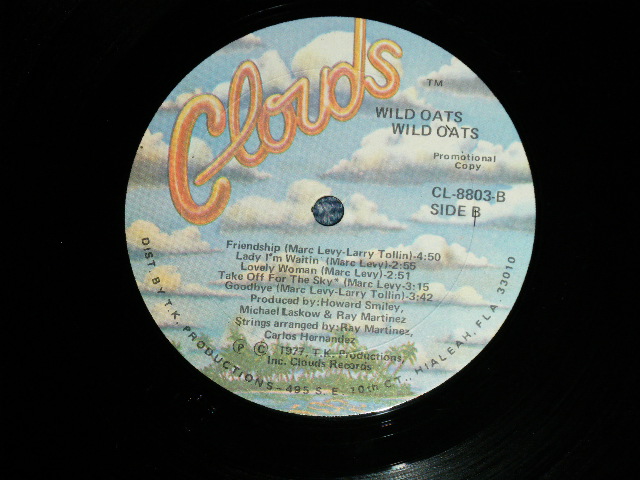 Clouds
TM
WILD OATS
WILD OATS
Promotional
Copy
CL-8803-B
SIDE B
Friendship (Marc Levy-Larry Tollin)-4:50
Lady I'm Waitin' (Marc Levy)-2:55
Lovely Woman (Marc Levy)-2:51
Take Off For The Sky* (Marc Levy-3:15
Goodbye (Marc Levy-Larry Tollin)-3:42
Produced by:Howard Smiley,
Michael Laskow & Ray Martinez
Strings arranged by:Ray Martinez,
Carlos Hernandez
Ⓟ © 1977, T.K. Productions,
Inc. Clouds Records
DIST. BY T.K. PRODUCTIONS-495 S.E. 10th CT., HIALEAH, FLA. 33010